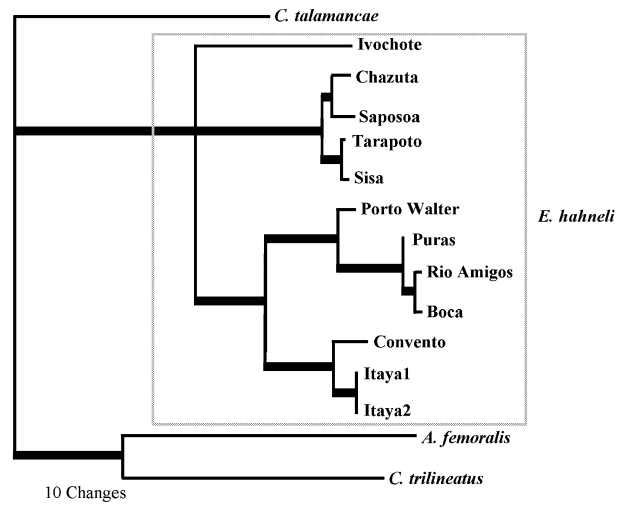 C. talamancae
Ivochote
Chazuta
Saposoa
Tarapoto
Sisa
Porto Walter
E. hahneli
Puras
Rio Amigos
Boca
Convento
Itaya1
Itaya2
A. femoralis
C. trilineatus
10 Changes